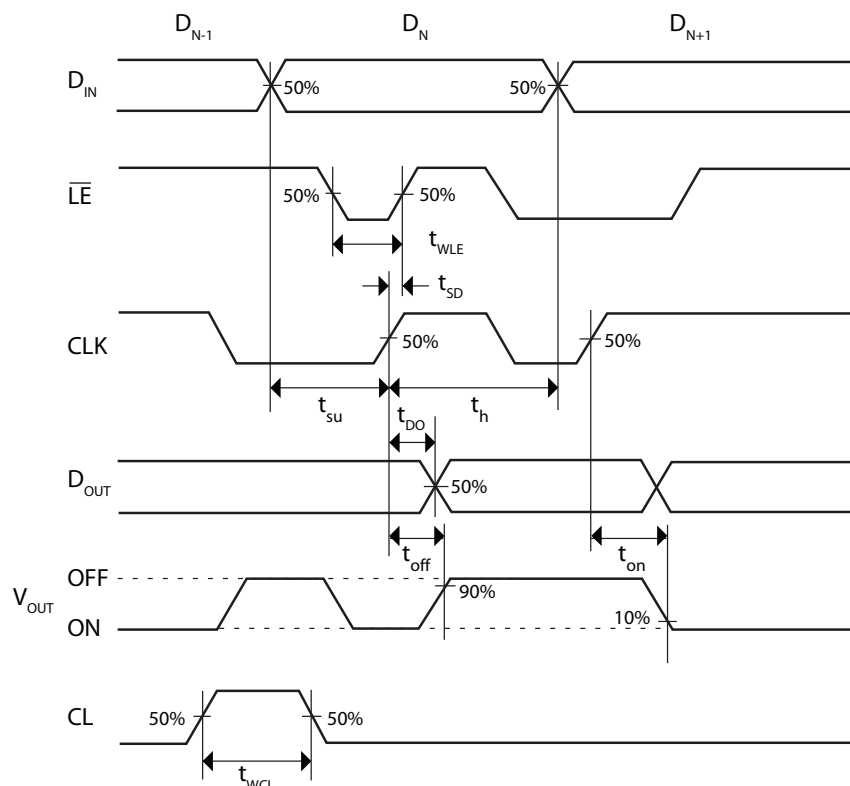 D_N-1 D_N D_N+1
D_IN 50% 50%
LE 50% 50%
t_WLE
t_SD
CLK 50% 50%
t_su t_DO t_h
D_OUT 50%
t_off t_on
V_OUT OFF 90%
ON 10%
CL 50% 50%
t_WCL